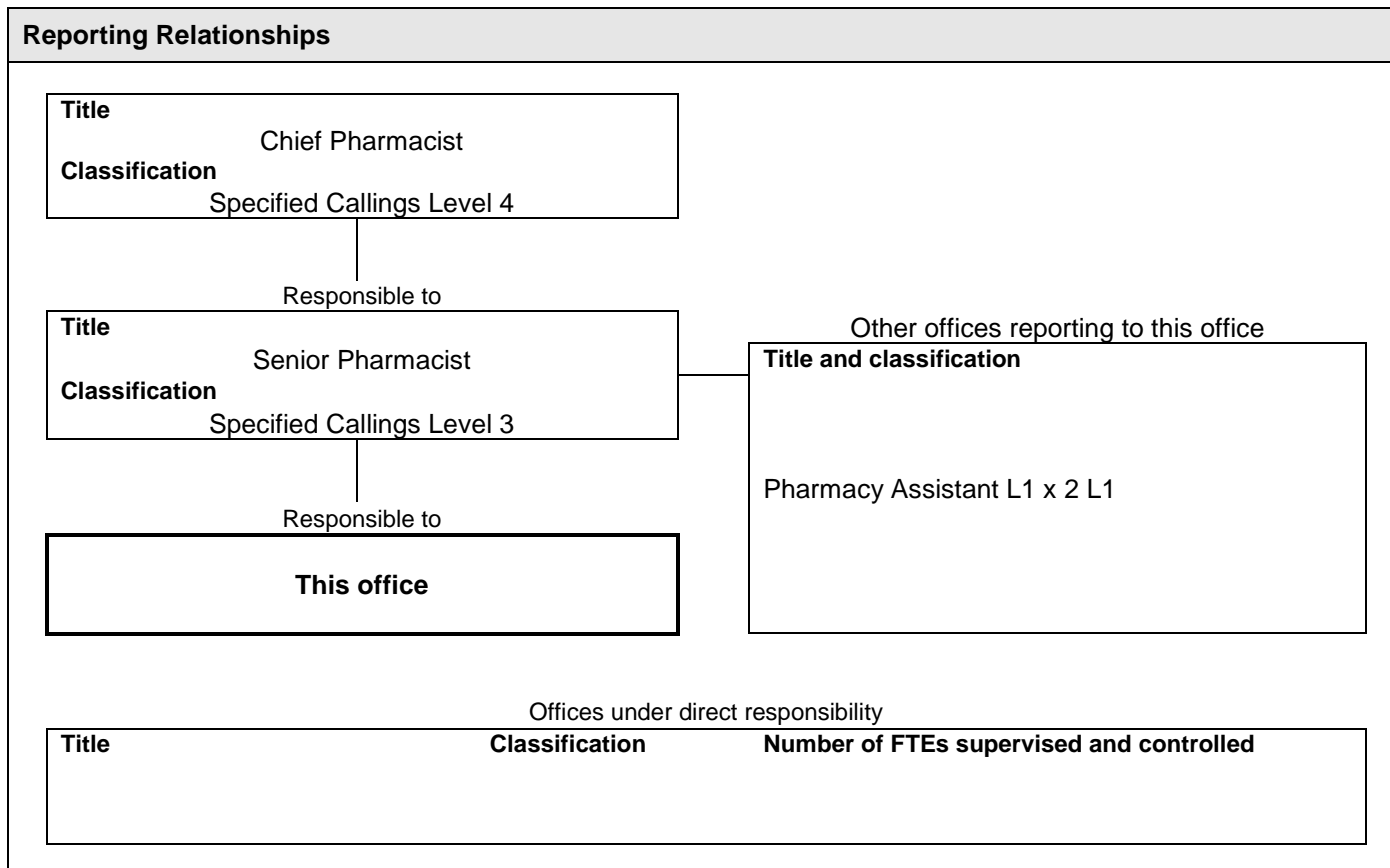 Reporting Relationships
Title
Chief Pharmacist
Classification
Specified Callings Level 4
Responsible to
Title
Senior Pharmacist
Classification
Specified Callings Level 3
Other offices reporting to this office
Title and classification
Pharmacy Assistant L1 x 2 L1
Responsible to
This office
Offices under direct responsibility
Title Classification Number of FTEs supervised and controlled